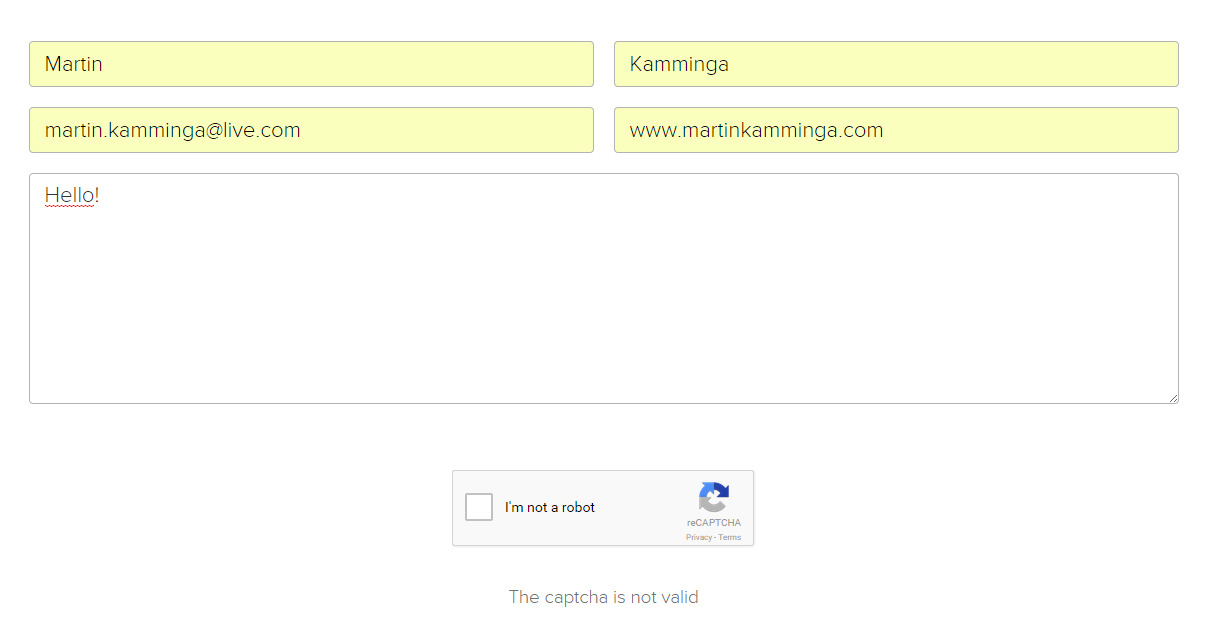 Martin
Kamminga
martin.kamminga@live.com
www.martinkamminga.com
Hello!
I'm not a robot
reCAPTCHA
Privacy - Terms
The captcha is not valid